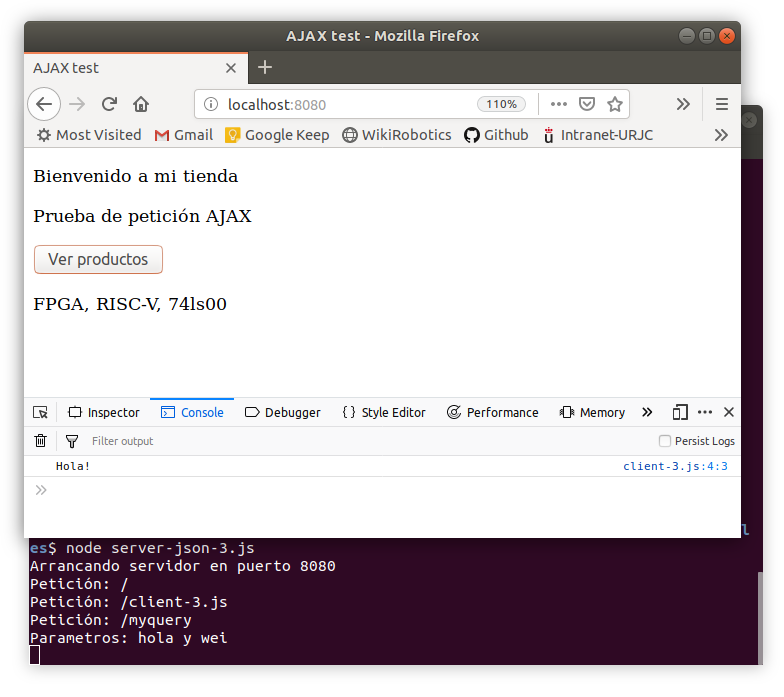 AJAX test - Mozilla Firefox
AJAX test
localhost:8080 110%
Most Visited Gmail Google Keep WikiRobotics Github Intranet-URJC
Bienvenido a mi tienda
Prueba de petición AJAX
Ver productos
FPGA, RISC-V, 74ls00
Inspector Console Debugger { } Style Editor Performance Memory
Filter output Persist Logs
Hola! client-3.js:4:3
l
es$ node server-json-3.js
Arrancando servidor en puerto 8080
Petición: /
Petición: /client-3.js
Petición: /myquery
Parametros: hola y wei